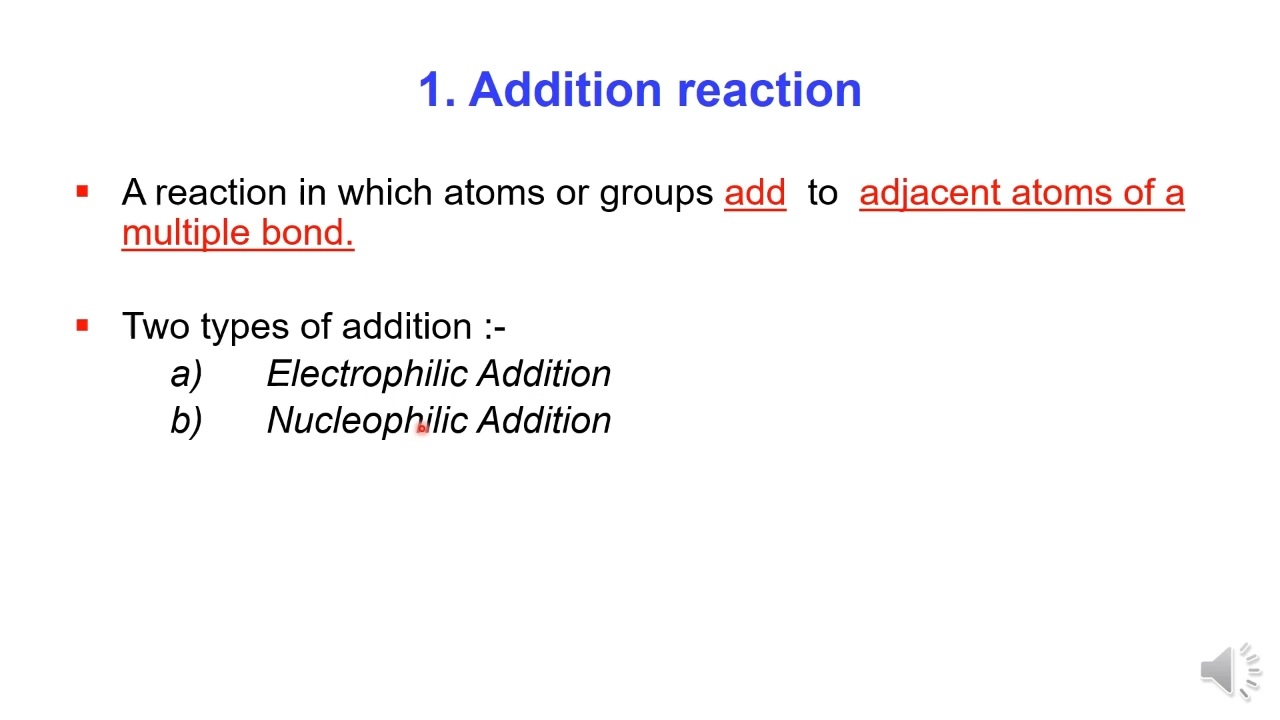 1. Addition reaction
▪ A reaction in which atoms or groups add to adjacent atoms of a
multiple bond.
▪ Two types of addition :-
a) Electrophilic Addition
b) Nucleophilic Addition